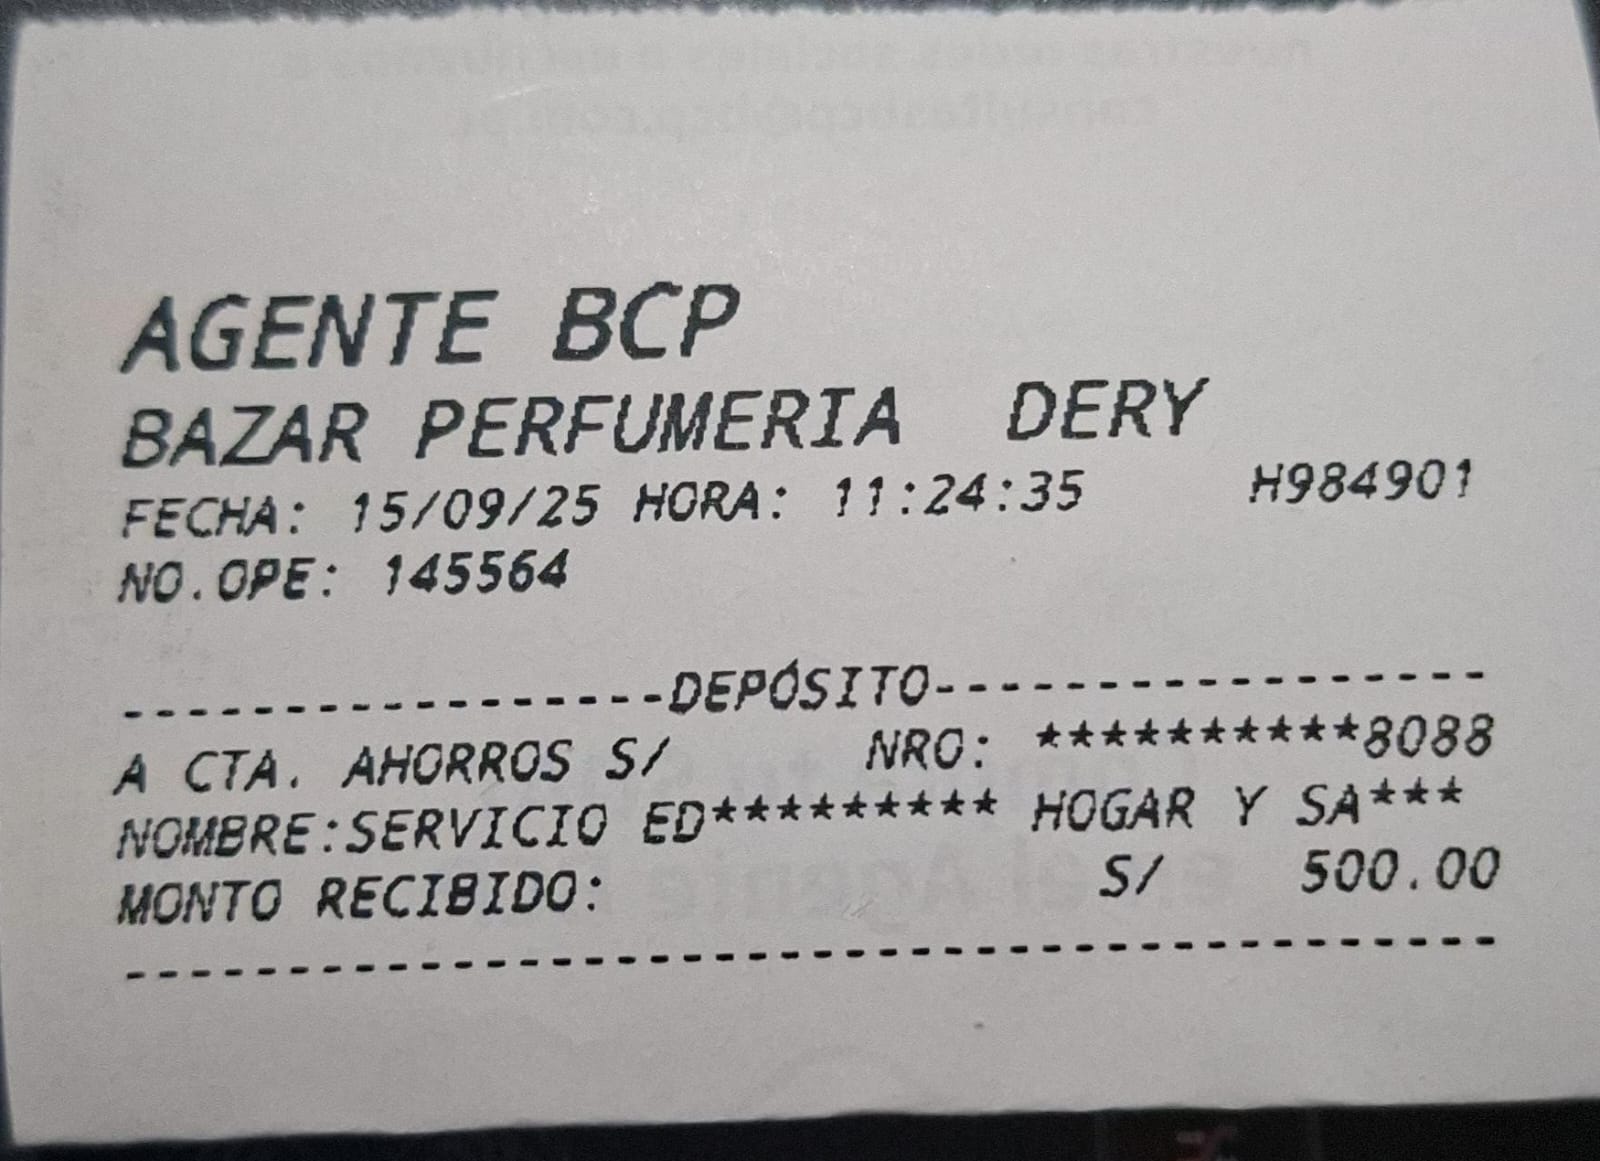 AGENTE BCP
BAZAR PERFUMERIA DERY
FECHA: 15/09/25 HORA: 11:24:35 H984901
NO.OPE: 145564
-----------------DEPÓSITO-----------------
A CTA. AHORROS S/ NRO: **********8088
NOMBRE:SERVICIO ED********* HOGAR Y SA***
MONTO RECIBIDO: S/ 500.00
------------------------------------------